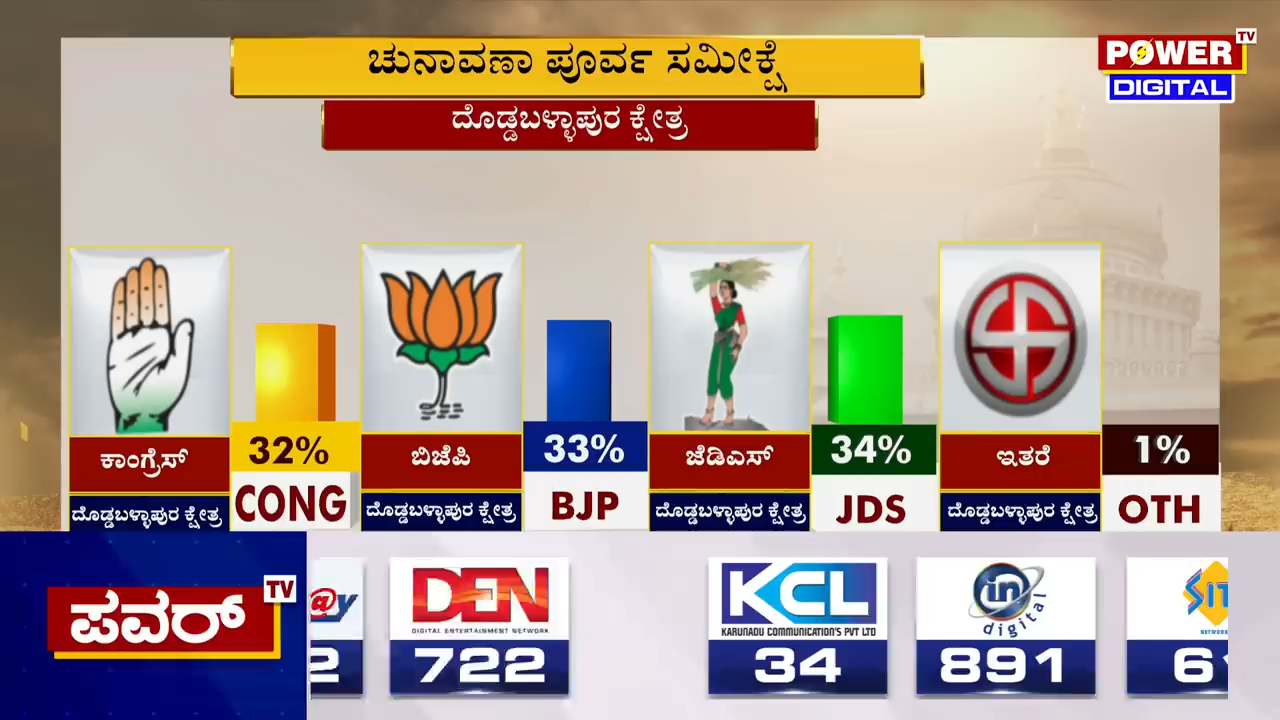 ಚುನಾವಣಾ ಪೂರ್ವ ಸಮೀಕ್ಷೆ
ದೊಡ್ಡಬಳ್ಳಾಪುರ ಕ್ಷೇತ್ರ
POWER TV
DIGITAL
ಕಾಂಗ್ರೆಸ್ 32% ಬಿಜೆಪಿ 33% ಜೆಡಿಎಸ್ 34% ಇತರೆ 1%
ದೊಡ್ಡಬಳ್ಳಾಪುರ ಕ್ಷೇತ್ರ CONG ದೊಡ್ಡಬಳ್ಳಾಪುರ ಕ್ಷೇತ್ರ BJP ದೊಡ್ಡಬಳ್ಳಾಪುರ ಕ್ಷೇತ್ರ JDS ದೊಡ್ಡಬಳ್ಳಾಪುರ ಕ್ಷೇತ್ರ OTH
ಪವರ್ TV
DEN
DIGITAL ENTERTAINMENT NETWORK
722
KCL
KARUNADU COMMUNICATION'S PVT LTD
34
in
digital
891